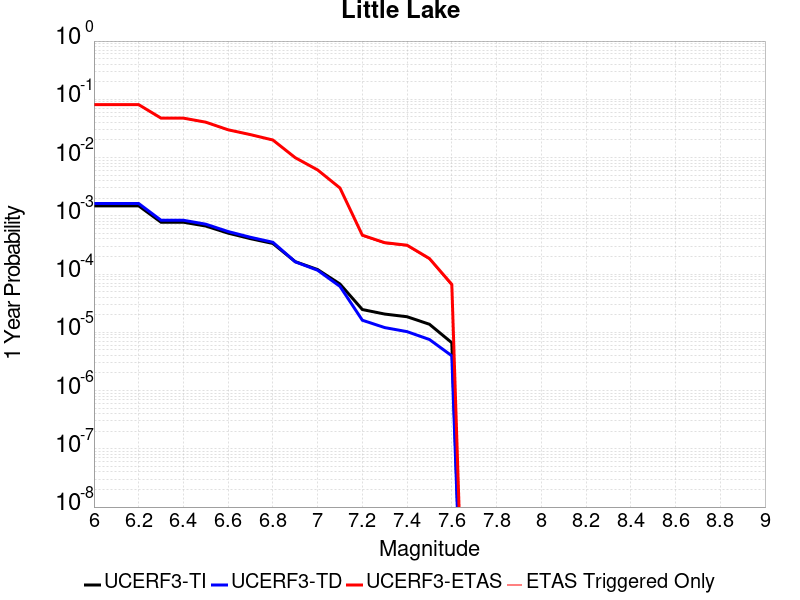 Little Lake
10^0
10^-1
10^-2
10^-3
10^-4
10^-5
10^-6
10^-7
10^-8
1 Year Probability
6 6.2 6.4 6.6 6.8 7 7.2 7.4 7.6 7.8 8 8.2 8.4 8.6 8.8 9
Magnitude
UCERF3-TI UCERF3-TD UCERF3-ETAS ETAS Triggered Only